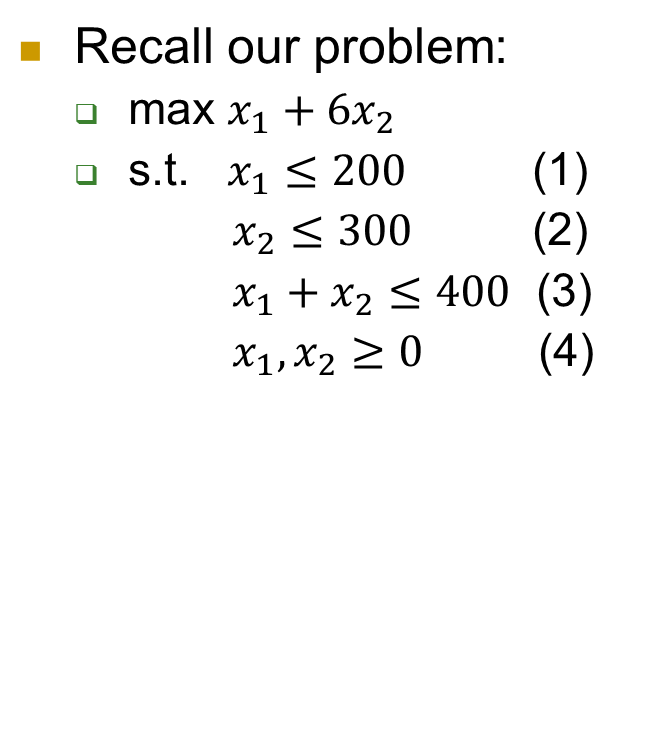 Recall our problem:
max x₁ + 6x₂
s.t. x₁ ≤ 200 (1)
x₂ ≤ 300 (2)
x₁ + x₂ ≤ 400 (3)
x₁, x₂ ≥ 0 (4)